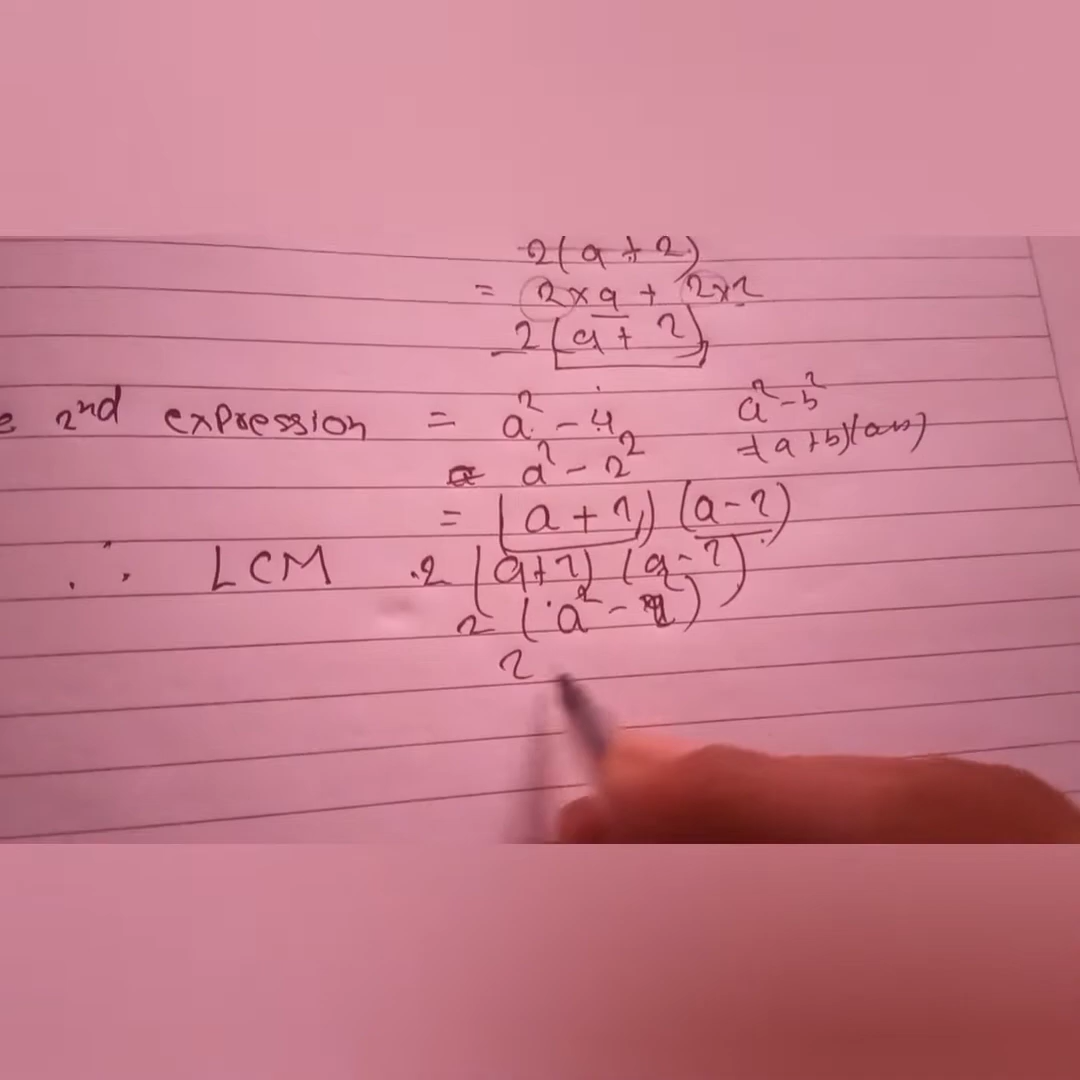 2(a + 2)
= 2×a + 2×2
2(a + 2)
2nd expression = a² - 4
a² - b²
= a² - 2²
=(a+b)(a-b)
= (a + 2) (a - 2)
∴ LCM 2(a+2) (a-2)
2 (a² - 4)
2